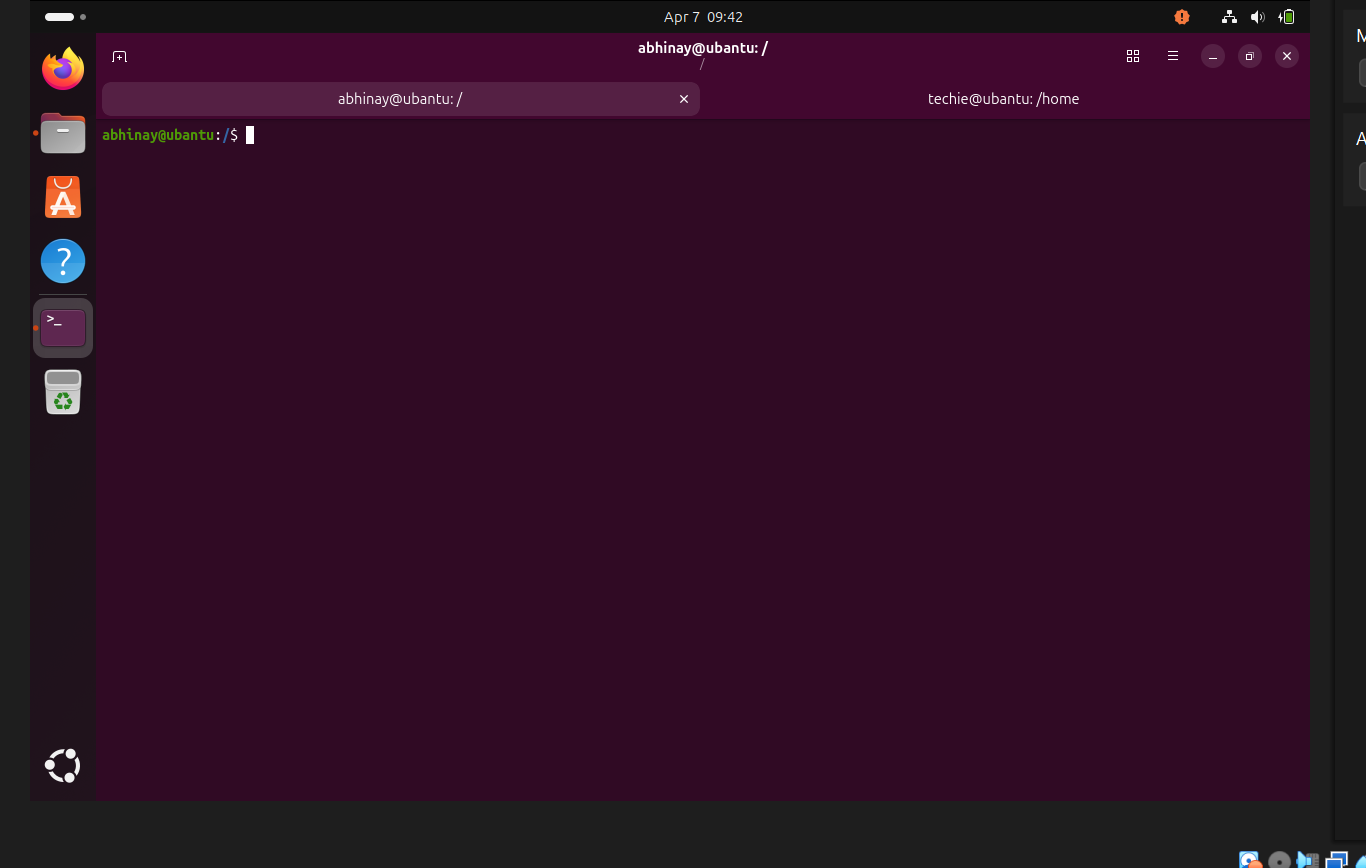 Apr 7 09:42
abhinay@ubantu: /
/
abhinay@ubantu: /
techie@ubantu: /home
abhinay@ubantu:/$